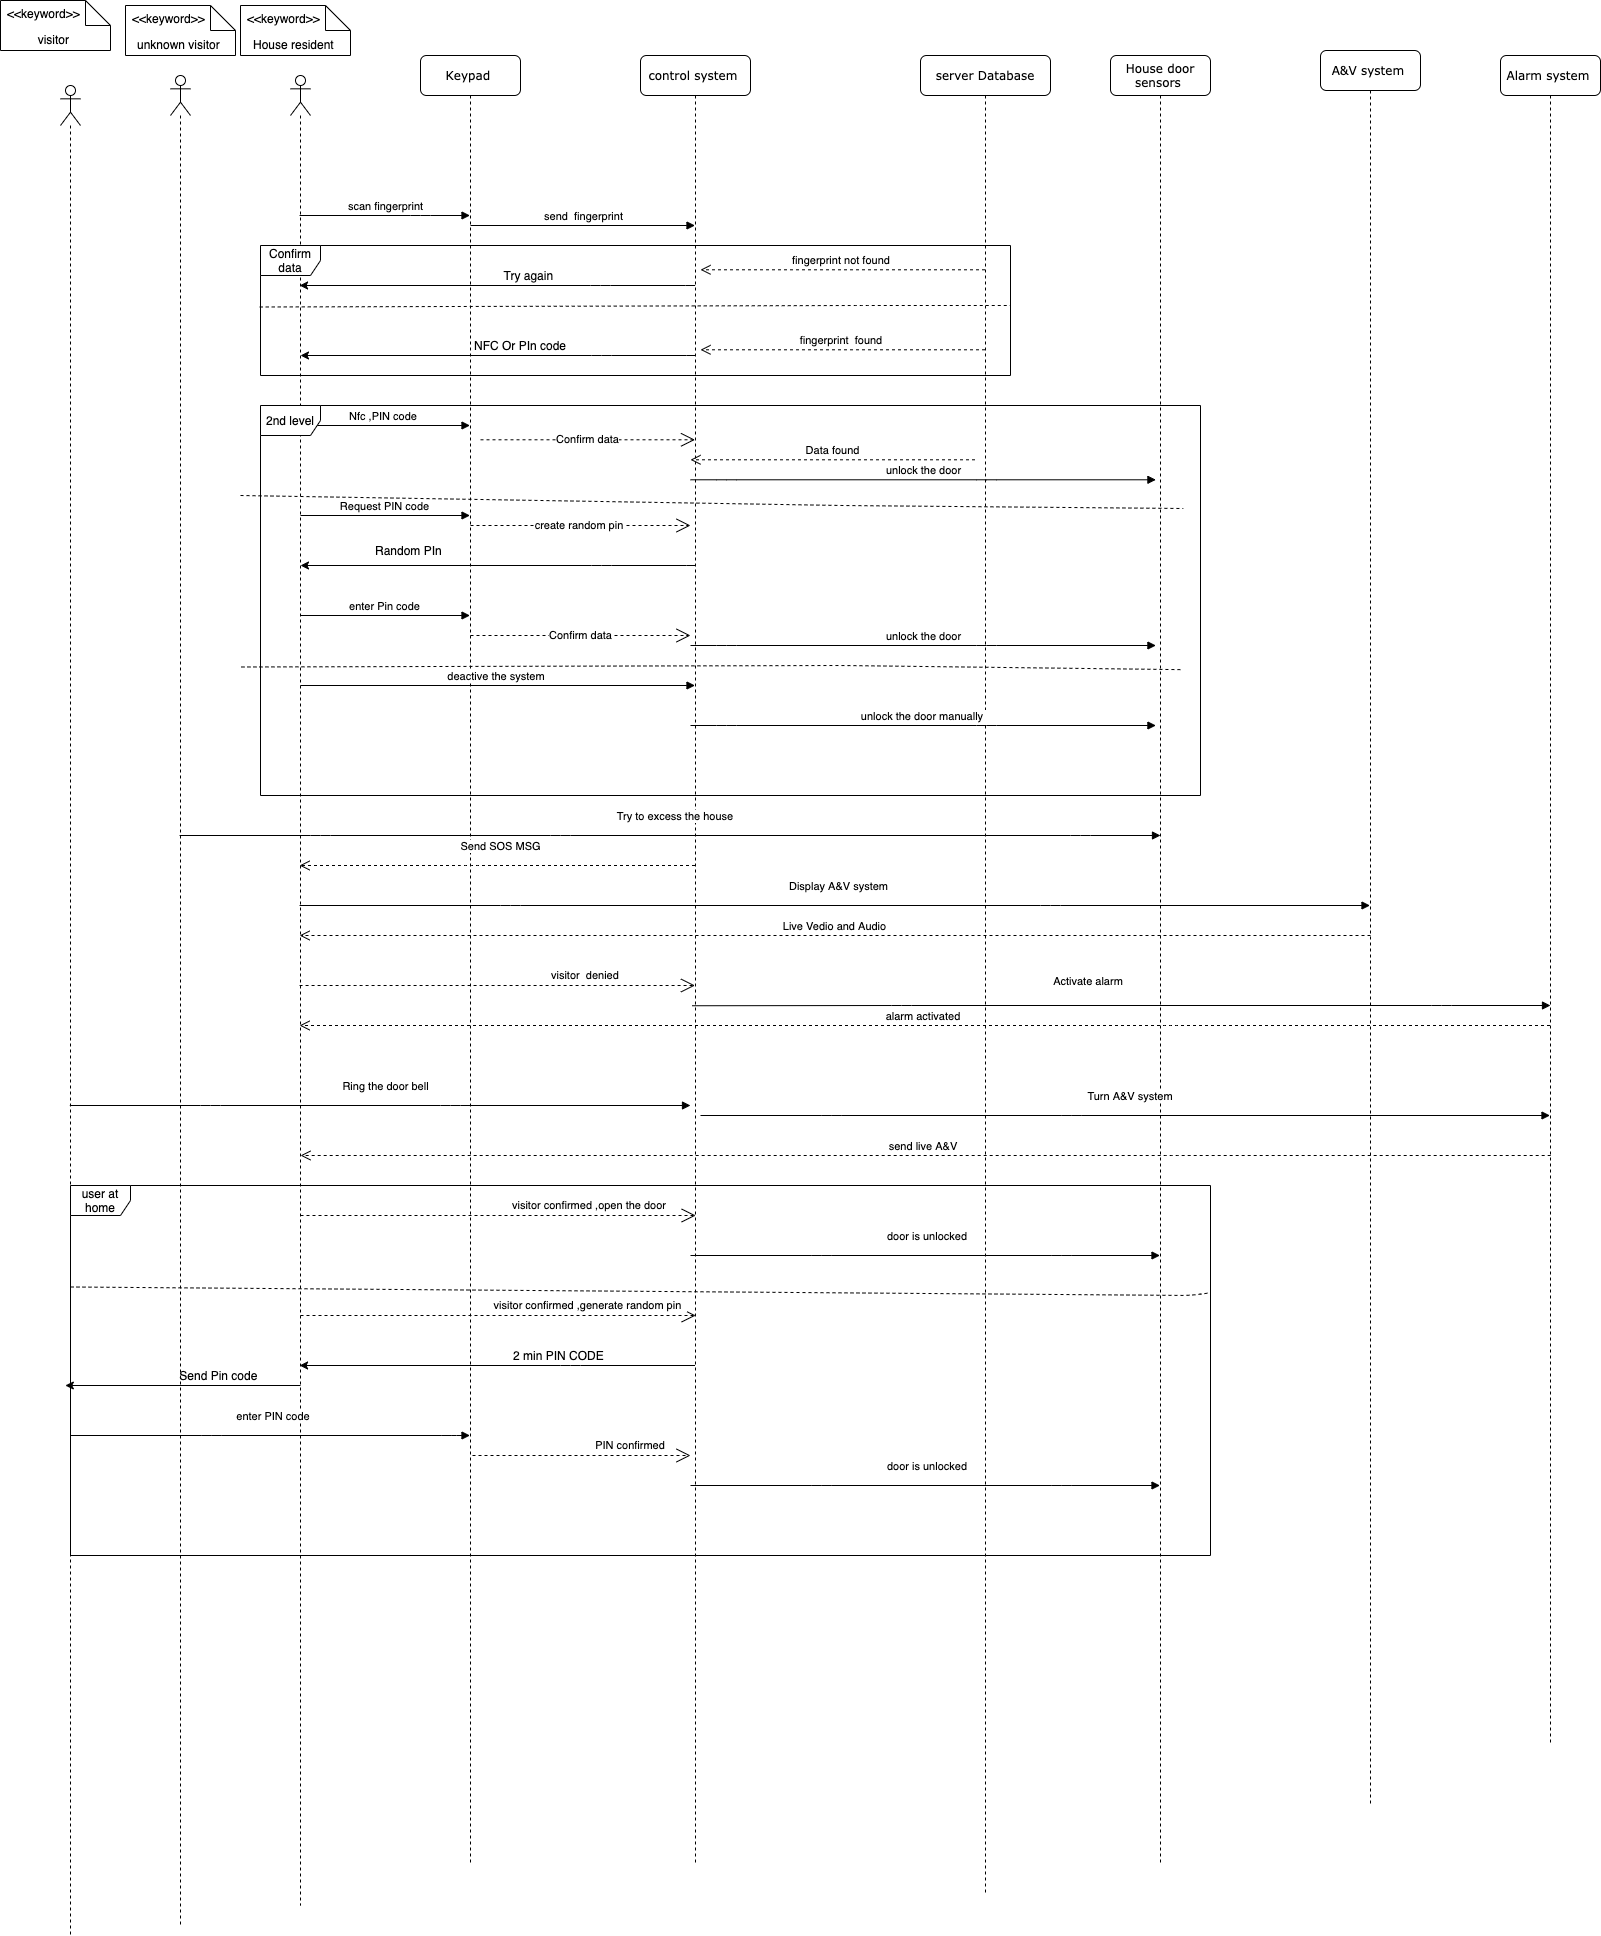 <<keyword>>
visitor
<<keyword>>
unknown visitor
<<keyword>>
House resident
Keypad
control system
server Database
House door
sensors
A&V system
Alarm system
scan fingerprint
send  fingerprint
Confirm
data
fingerprint not found
Try again
fingerprint  found
NFC Or PIn code
2nd level
Nfc ,PIN code
Confirm data
Data found
unlock the door
Request PIN code
create random pin
Random PIn
enter Pin code
Confirm data
unlock the door
deactive the system
unlock the door manually
Try to excess the house
Send SOS MSG
Display A&V system
Live Vedio and Audio
visitor  denied
Activate alarm
alarm activated
Ring the door bell
Turn A&V system
send live A&V
user at
home
visitor confirmed ,open the door
door is unlocked
visitor confirmed ,generate random pin
2 min PIN CODE
Send Pin code
enter PIN code
PIN confirmed
door is unlocked